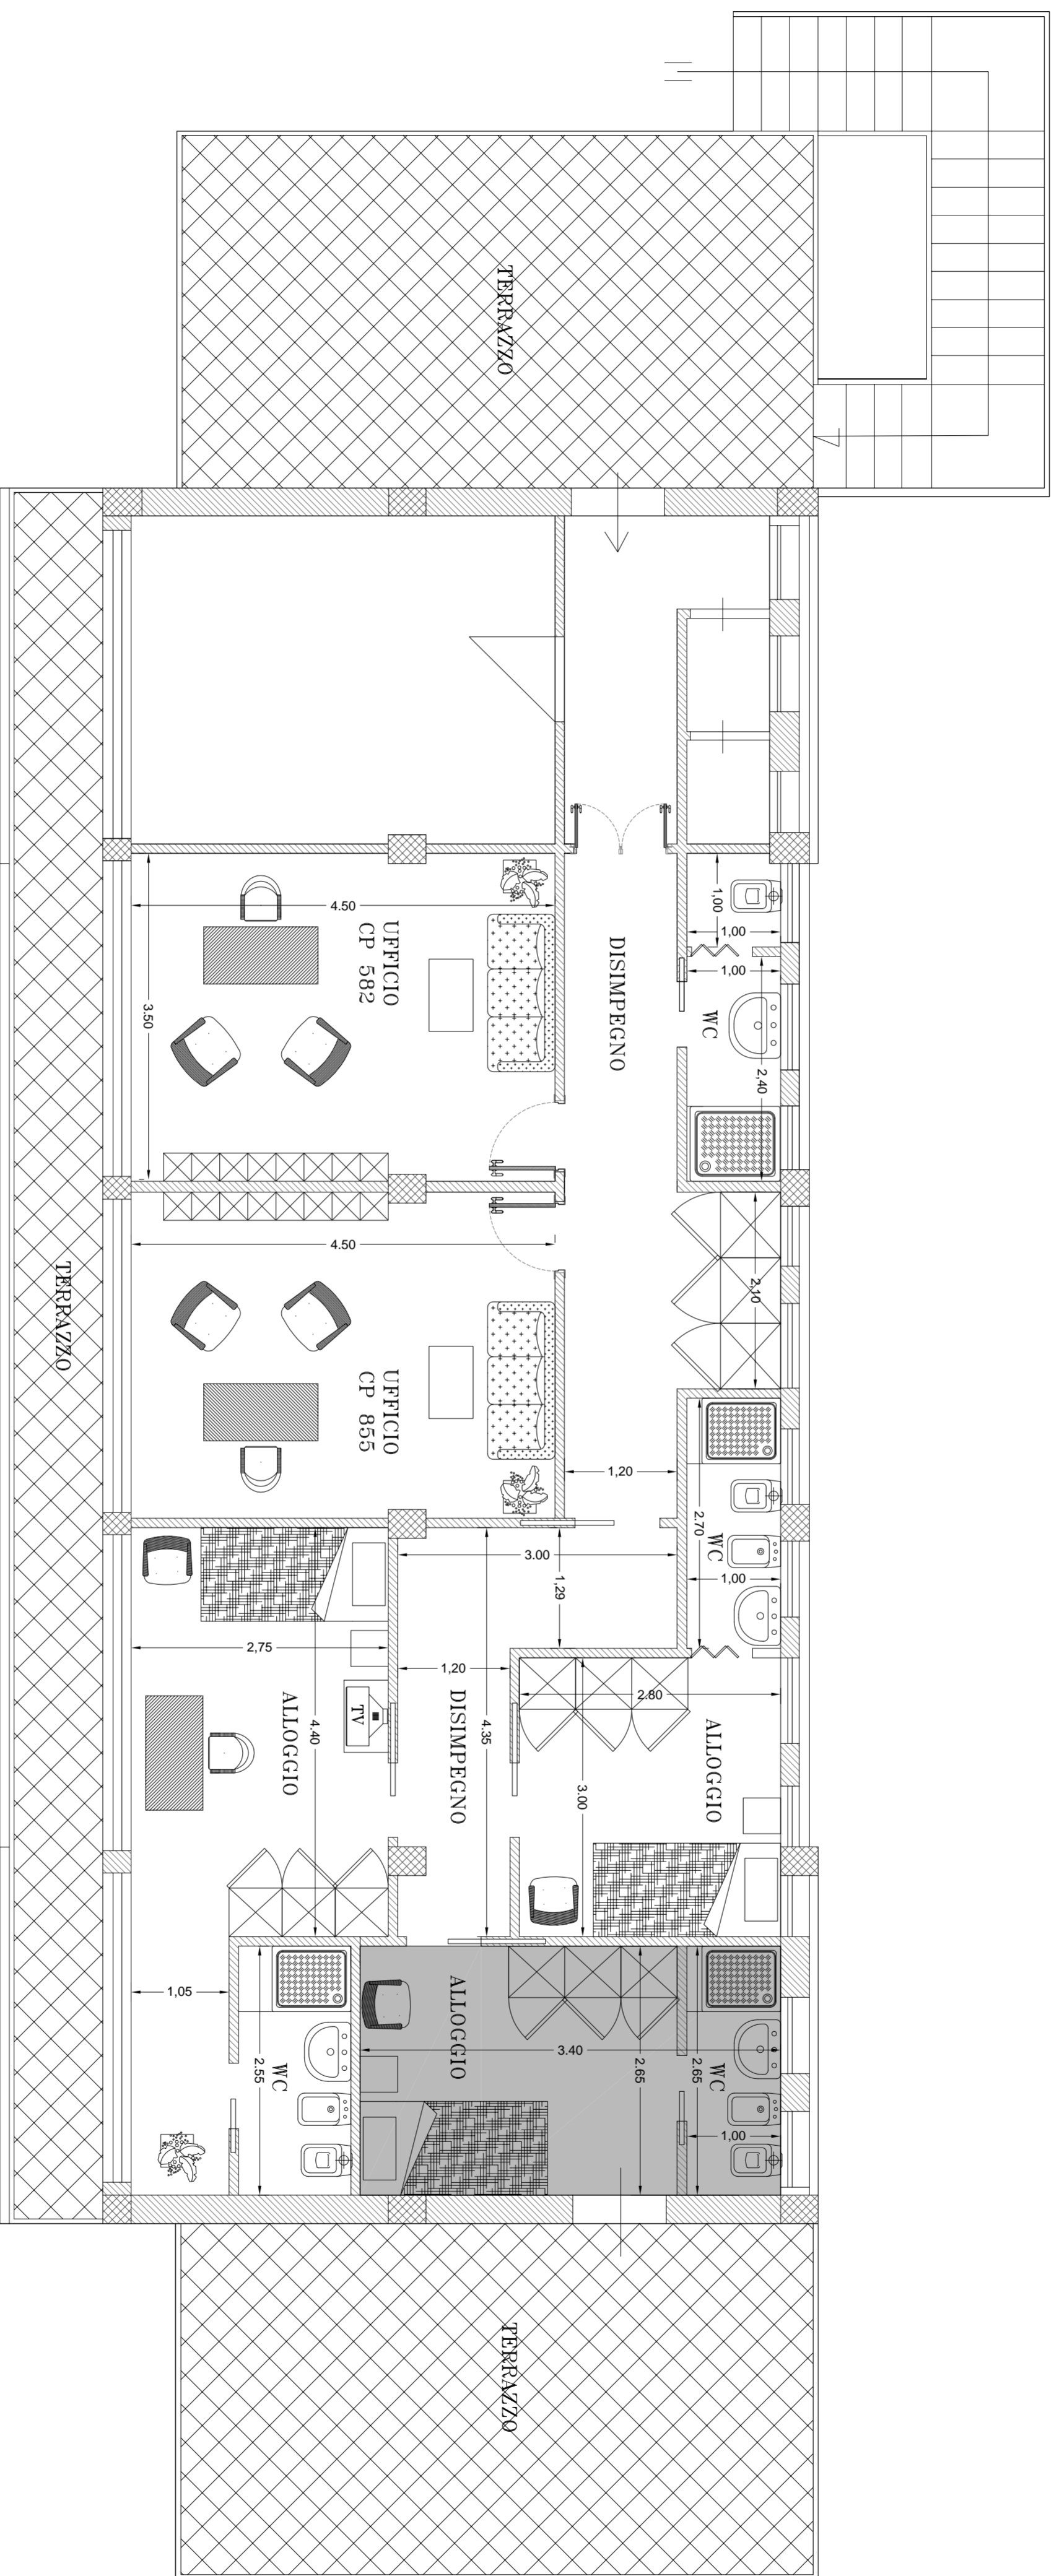 TERRAZZO
4.50
UFFICIO
CP 582
3.50
DISIMPEGNO
1,00
1,00
1,00
WC
2,40
2,10
4.50
TERRAZZO
UFFICIO
CP 855
1,20
2.70
WC
1,00
3.00
1,29
2,75
1,20
2.80
ALLOGGIO
4.40
TV
DISIMPEGNO
4.35
3.00
ALLOGGIO
1,05
2.55
WC
ALLOGGIO
3.40
2.65
2.65
WC
1,00
TERRAZZO